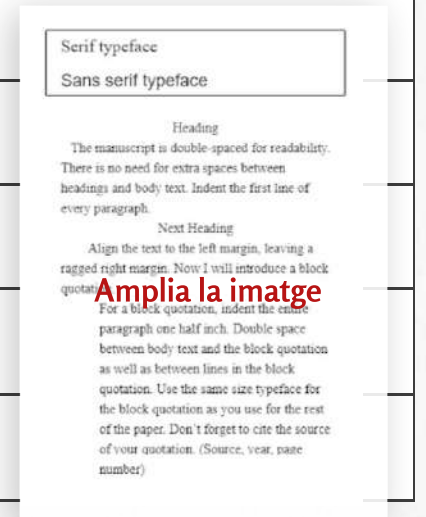 Serif typeface
Sans serif typeface
Heading
The manuscript is double-spaced for readability.
There is no need for extra spaces between
headings and body text. Indent the first line of
every paragraph.
Next Heading
Align the text to the left margin, leaving a
ragged right margin. Now I will introduce a block
Amplia la imatge
For a block quotation, indent the entire
paragraph one half inch. Double space
between body text and the block quotation
as well as between lines in the block
quotation. Use the same size typeface for
the block quotation as you use for the rest
of the paper. Don't forget to cite the source
of your quotation. (Source, year, page
number)